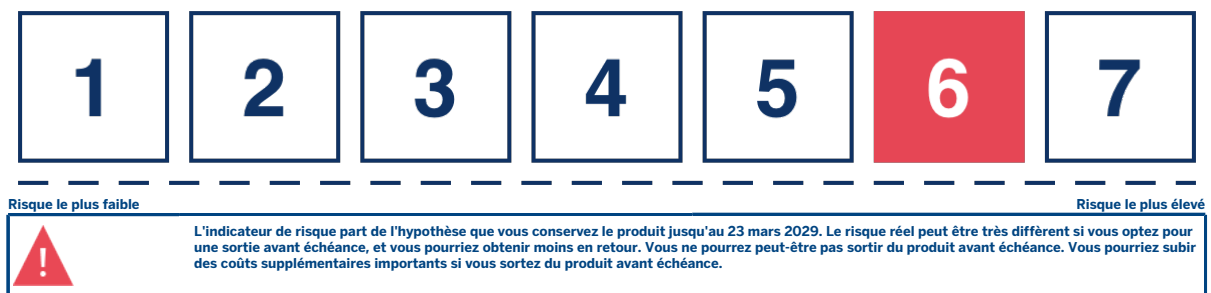 1 2 3 4 5 6 7
Risque le plus faible Risque le plus élevé
L'indicateur de risque part de l'hypothèse que vous conservez le produit jusqu'au 23 mars 2029. Le risque réel peut être très diffèrent si vous optez pour
une sortie avant échéance, et vous pourriez obtenir moins en retour. Vous ne pourrez peut-être pas sortir du produit avant échéance. Vous pourriez subir
des coûts supplémentaires importants si vous sortez du produit avant échéance.
!